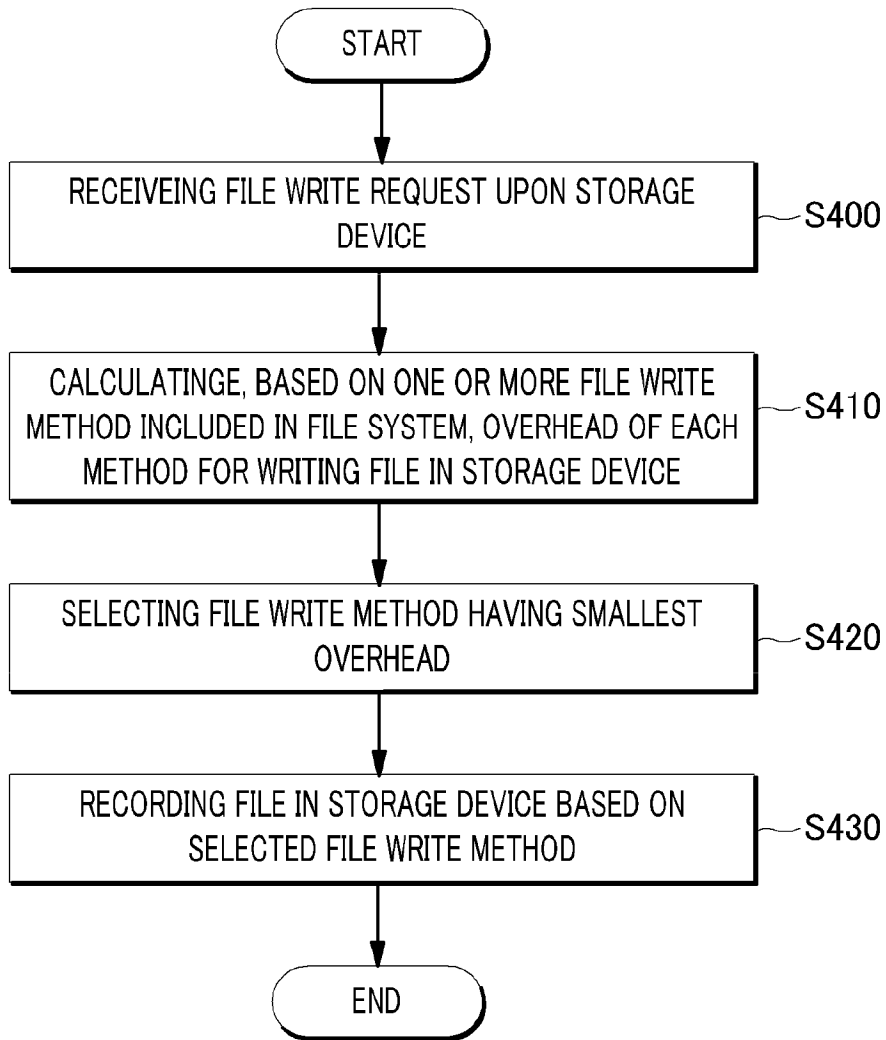 START
RECEIVEING FILE WRITE REQUEST UPON STORAGE
DEVICE
S400
CALCULATINGE, BASED ON ONE OR MORE FILE WRITE
METHOD INCLUDED IN FILE SYSTEM, OVERHEAD OF EACH
METHOD FOR WRITING FILE IN STORAGE DEVICE
S410
SELECTING FILE WRITE METHOD HAVING SMALLEST
OVERHEAD
S420
RECORDING FILE IN STORAGE DEVICE BASED ON
SELECTED FILE WRITE METHOD
S430
END